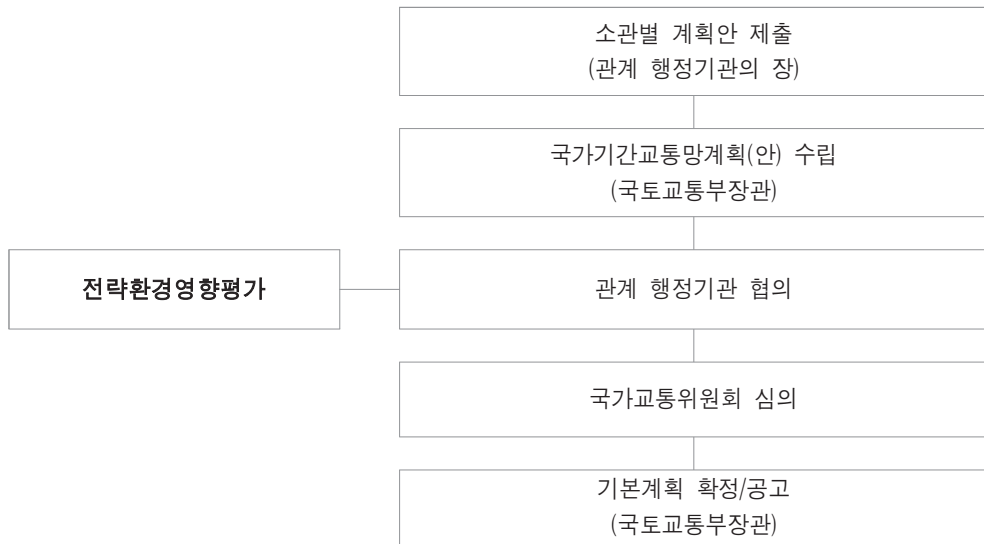 소관별 계획안 제출
(관계 행정기관의 장)
국가기간교통망계획(안) 수립
(국토교통부장관)
전략환경영향평가
관계 행정기관 협의
국가교통위원회 심의
기본계획 확정/공고
(국토교통부장관)